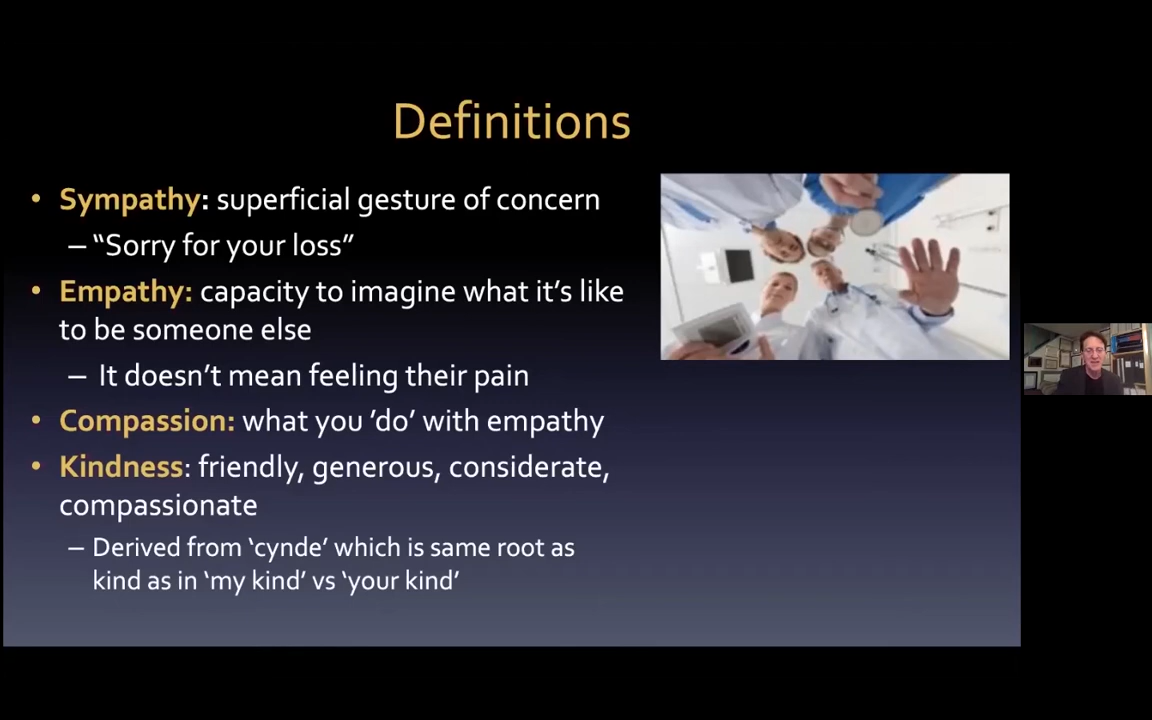 Definitions
• Sympathy: superficial gesture of concern
– “Sorry for your loss”
• Empathy: capacity to imagine what it’s like
to be someone else
– It doesn’t mean feeling their pain
• Compassion: what you ’do’ with empathy
• Kindness: friendly, generous, considerate,
compassionate
– Derived from ‘cynde’ which is same root as
kind as in ‘my kind’ vs ‘your kind’